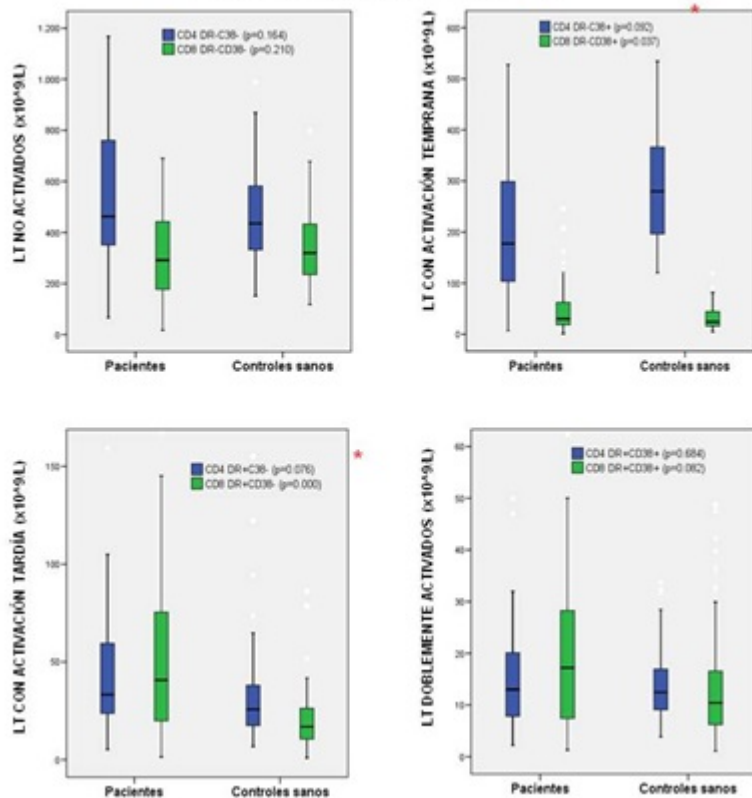 LT NO ACTIVADOS (x10^9/L)
1.200
1.000
800
600
400
200
0
CD4 DR-C38- (p=0.164)
CD8 DR-CD38- (p=0.210)
Pacientes
Controles sanos
*
LT CON ACTIVACIÓN TEMPRANA (x10^9/L)
600
500
400
300
200
100
0
CD4 DR-C38+ (p=0.092)
CD8 DR-CD38+ (p=0.037)
Pacientes
Controles sanos
LT CON ACTIVACIÓN TARDÍA (x10^9/L)
150
100
50
0
CD4 DR+C38- (p=0.076)
CD8 DR+CD38- (p=0.000)
*
Pacientes
Controles sanos
LT DOBLEMENTE ACTIVADOS (x10^9/L)
60
50
40
30
20
10
0
CD4 DR+CD38+ (p=0.684)
CD8 DR+CD38+ (p=0.082)
Pacientes
Controles sanos